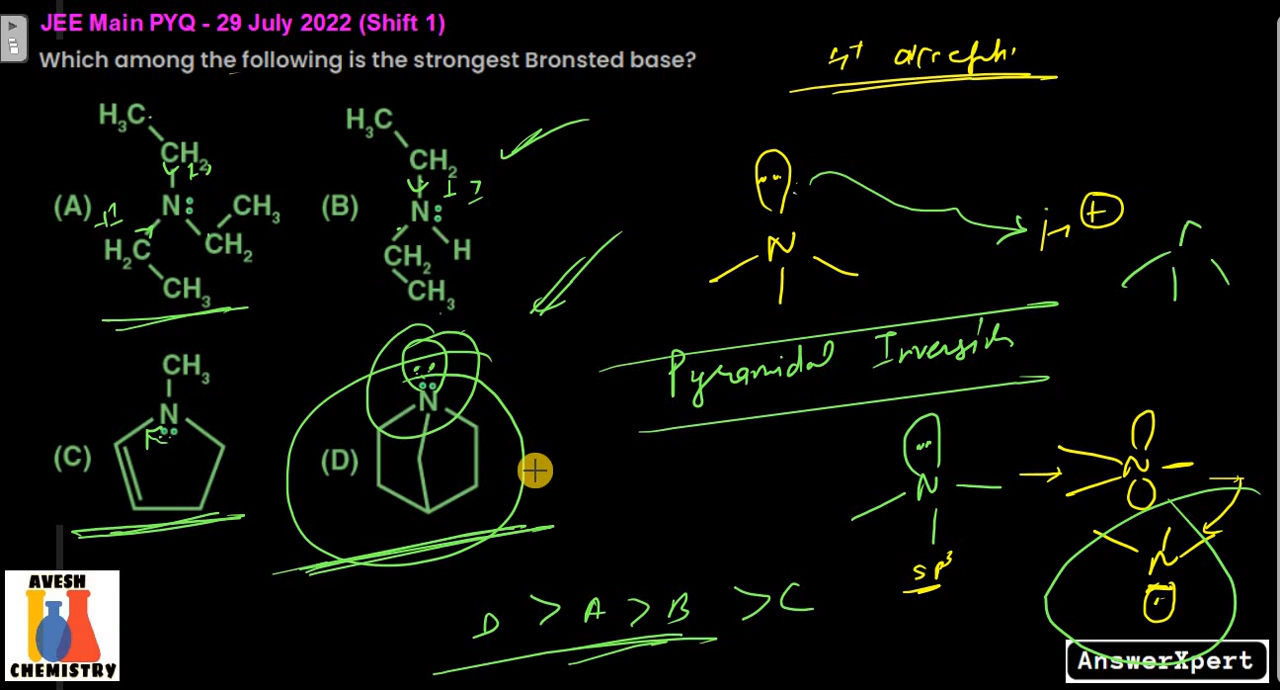 JEE Main PYQ - 29 July 2022 (Shift 1)
Which among the following is the strongest Bronsted base?
H⁺
(A)
H₃C
CH₂
N:
CH₃
CH₂
H₂C
CH₃
(B)
H₃C
CH₂
N:
H
CH₂
CH₃
N
H⊕
Pyramidal Inversion
(C)
CH₃
N
(D)
N
N
sp³
N
N
D > A > B > C
AVESH
CHEMISTRY
AnswerXpert